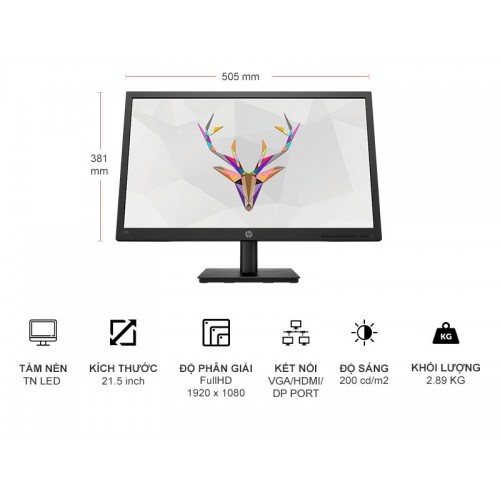 505 mm
381
mm
hp
KG
TẤM NỀN
TN LED
KÍCH THƯỚC
21.5 inch
ĐỘ PHÂN GIẢI
FullHD
1920 x 1080
KẾT NỐI
VGA/HDMI/
DP PORT
ĐỘ SÁNG
200 cd/m2
KHỐI LƯỢNG
2.89 KG